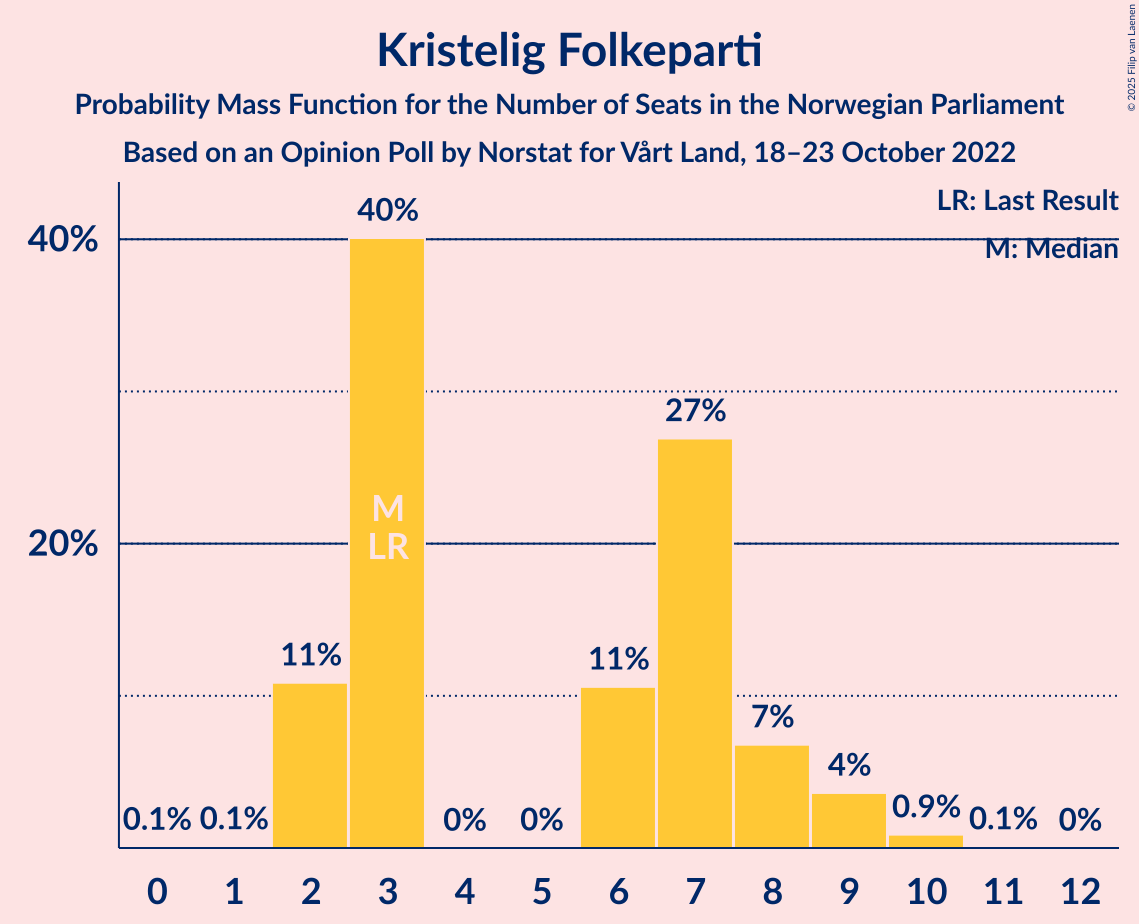 Kristelig Folkeparti
Probability Mass Function for the Number of Seats in the Norwegian Parliament
Based on an Opinion Poll by Norstat for Vårt Land, 18–23 October 2022
© 2025 Filip van Laenen
LR: Last Result
M: Median
40%
20%
0.1%
0.1%
11%
40%
M
LR
0%
0%
11%
27%
7%
4%
0.9%
0.1%
0%
0 1 2 3 4 5 6 7 8 9 10 11 12